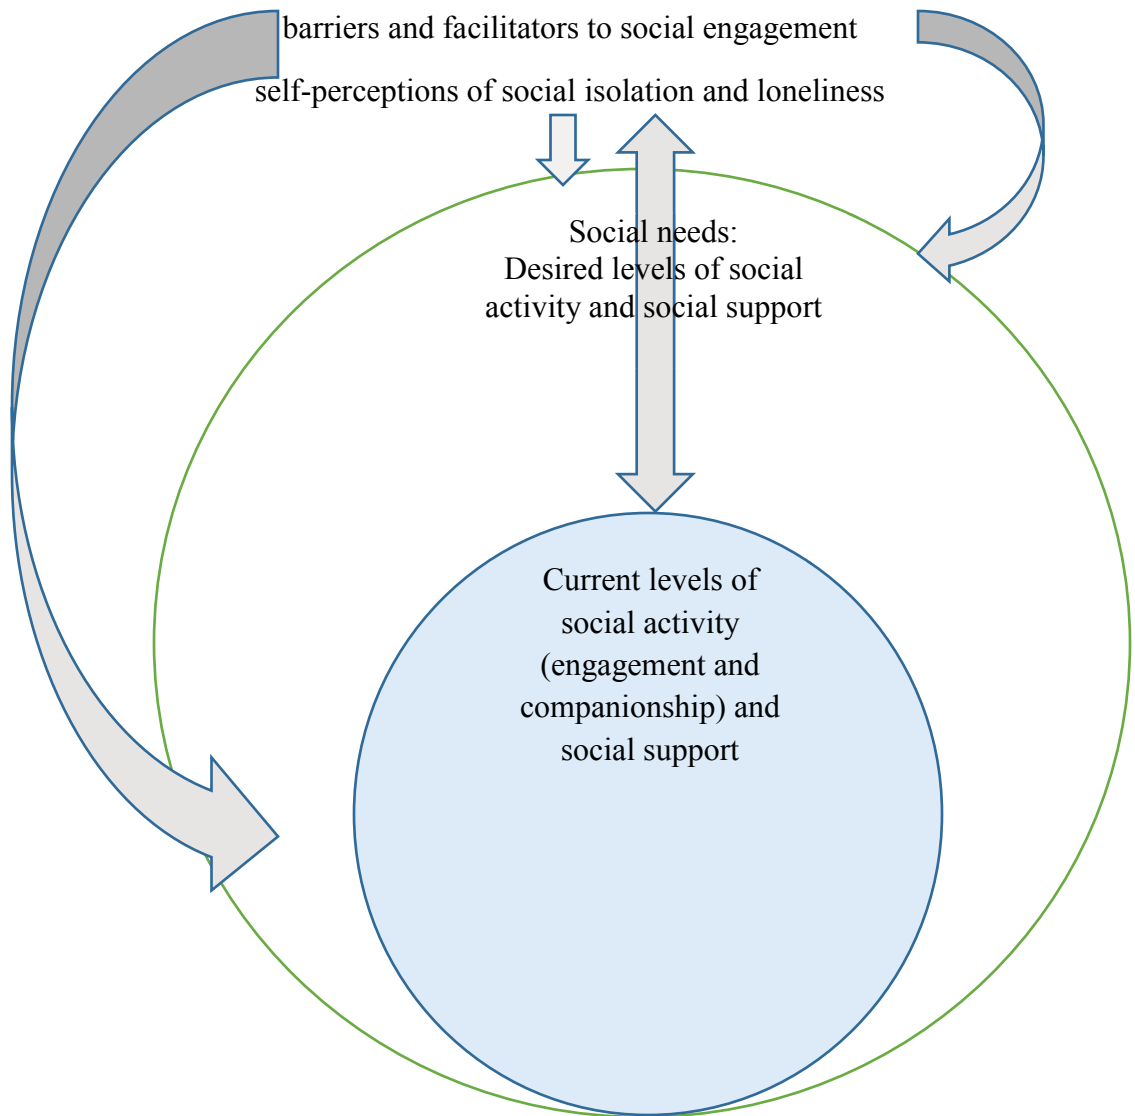 barriers and facilitators to social engagement
self-perceptions of social isolation and loneliness
Social needs:
Desired levels of social
activity and social support
Current levels of
social activity
(engagement and
companionship) and
social support